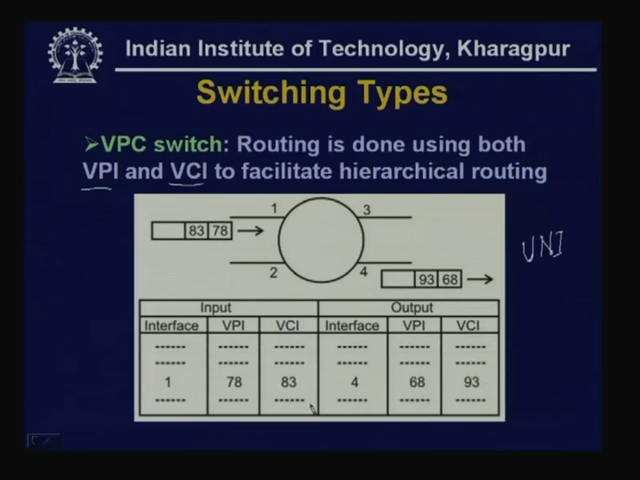 Indian Institute of Technology, Kharagpur
Switching Types
➢VPC switch: Routing is done using both
VPI and VCI to facilitate hierarchical routing
1
3
83 78
UNI
2
4
93 68
Input Output
Interface VPI VCI Interface VPI VCI
------ ------ ------ ------ ------ ------
------ ------ ------ ------ ------ ------
1 78 83 4 68 93
------ ------ ------ ------ ------ ------